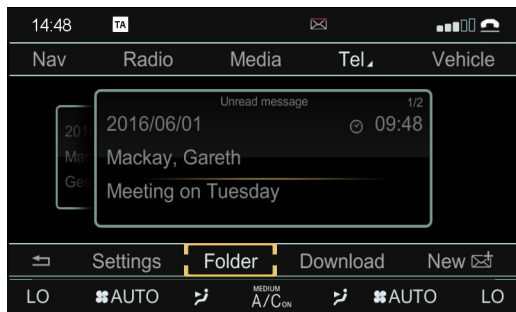 14:48 TA
Nav Radio Media Tel Vehicle
Unread message 1/2
2016/06/01 09:48
Mackay, Gareth
Meeting on Tuesday
Settings Folder Download New
LO AUTO MEDIUM A/C ON AUTO LO